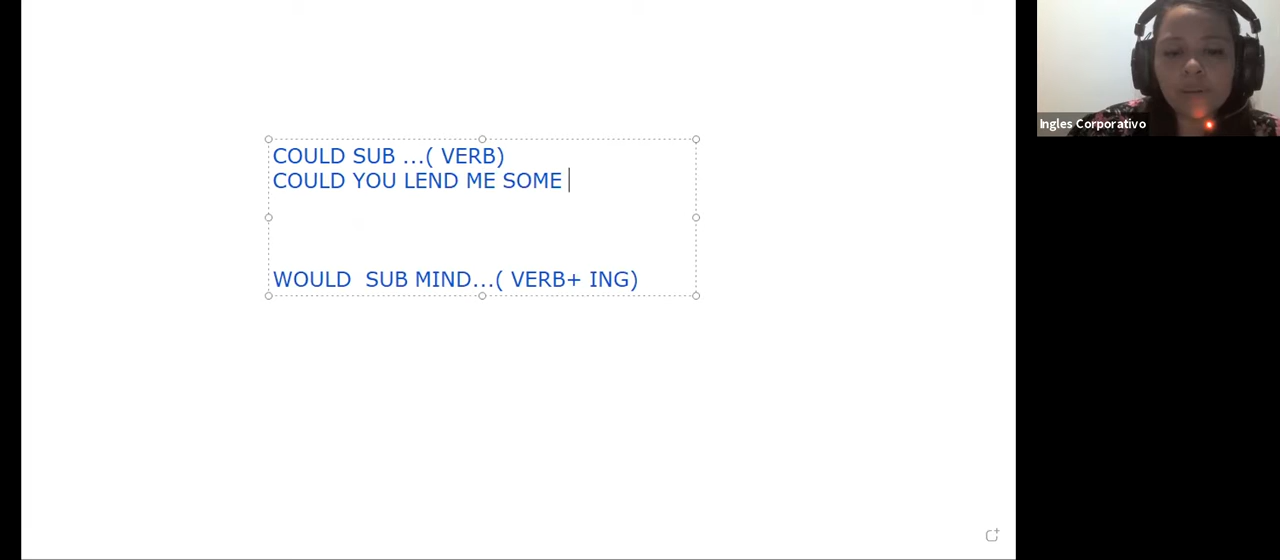 COULD SUB ...( VERB)
COULD YOU LEND ME SOME
WOULD SUB MIND...( VERB+ ING)
Ingles Corporativo